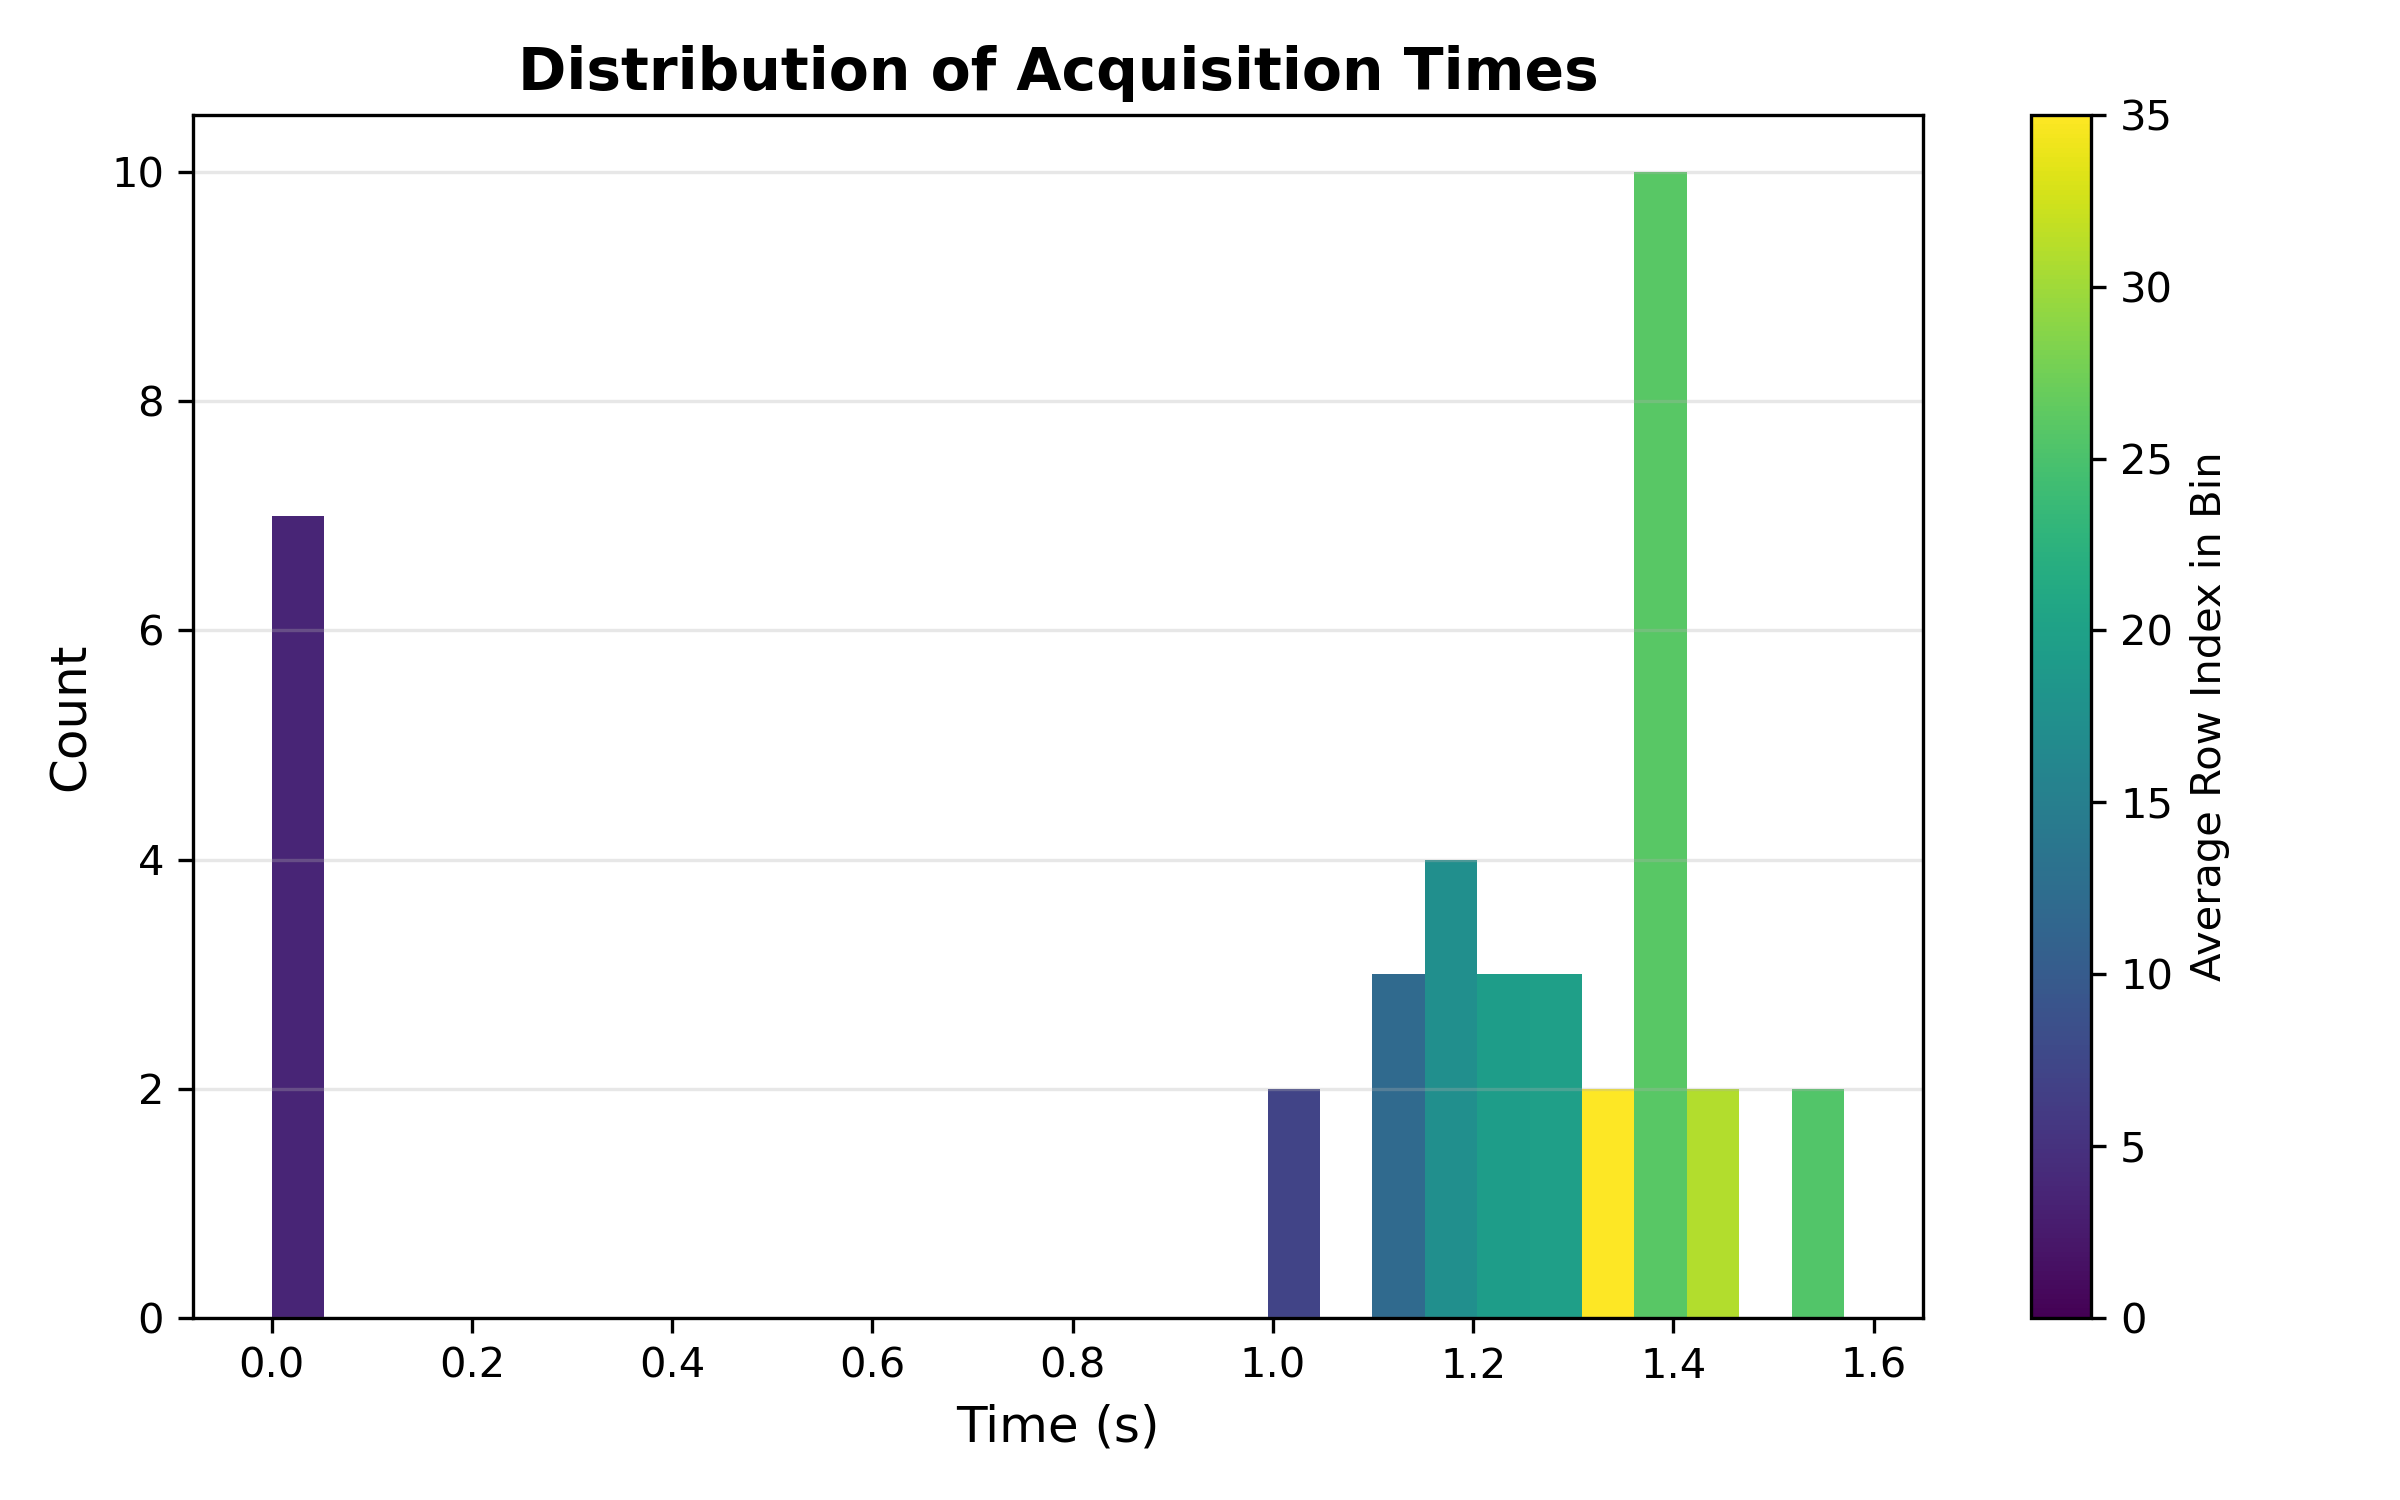 Distribution of Acquisition Times
Count
10
8
6
4
2
0
0.0 0.2 0.4 0.6 0.8 1.0 1.2 1.4 1.6
Time (s)
35
30
25
20
15
10
5
0
Average Row Index in Bin